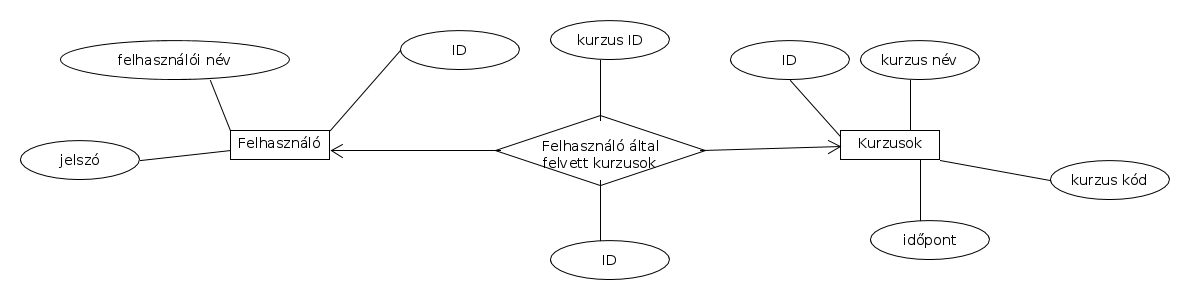 felhasználói név
ID
kurzus ID
ID
kurzus név
Felhasználó
jelszó
Felhasználó által
felvett kurzusok
Kurzusok
kurzus kód
időpont
ID